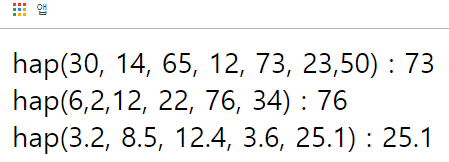 앱
hap(30, 14, 65, 12, 73, 23,50) : 73
hap(6,2,12, 22, 76, 34) : 76
hap(3.2, 8.5, 12.4, 3.6, 25.1) : 25.1